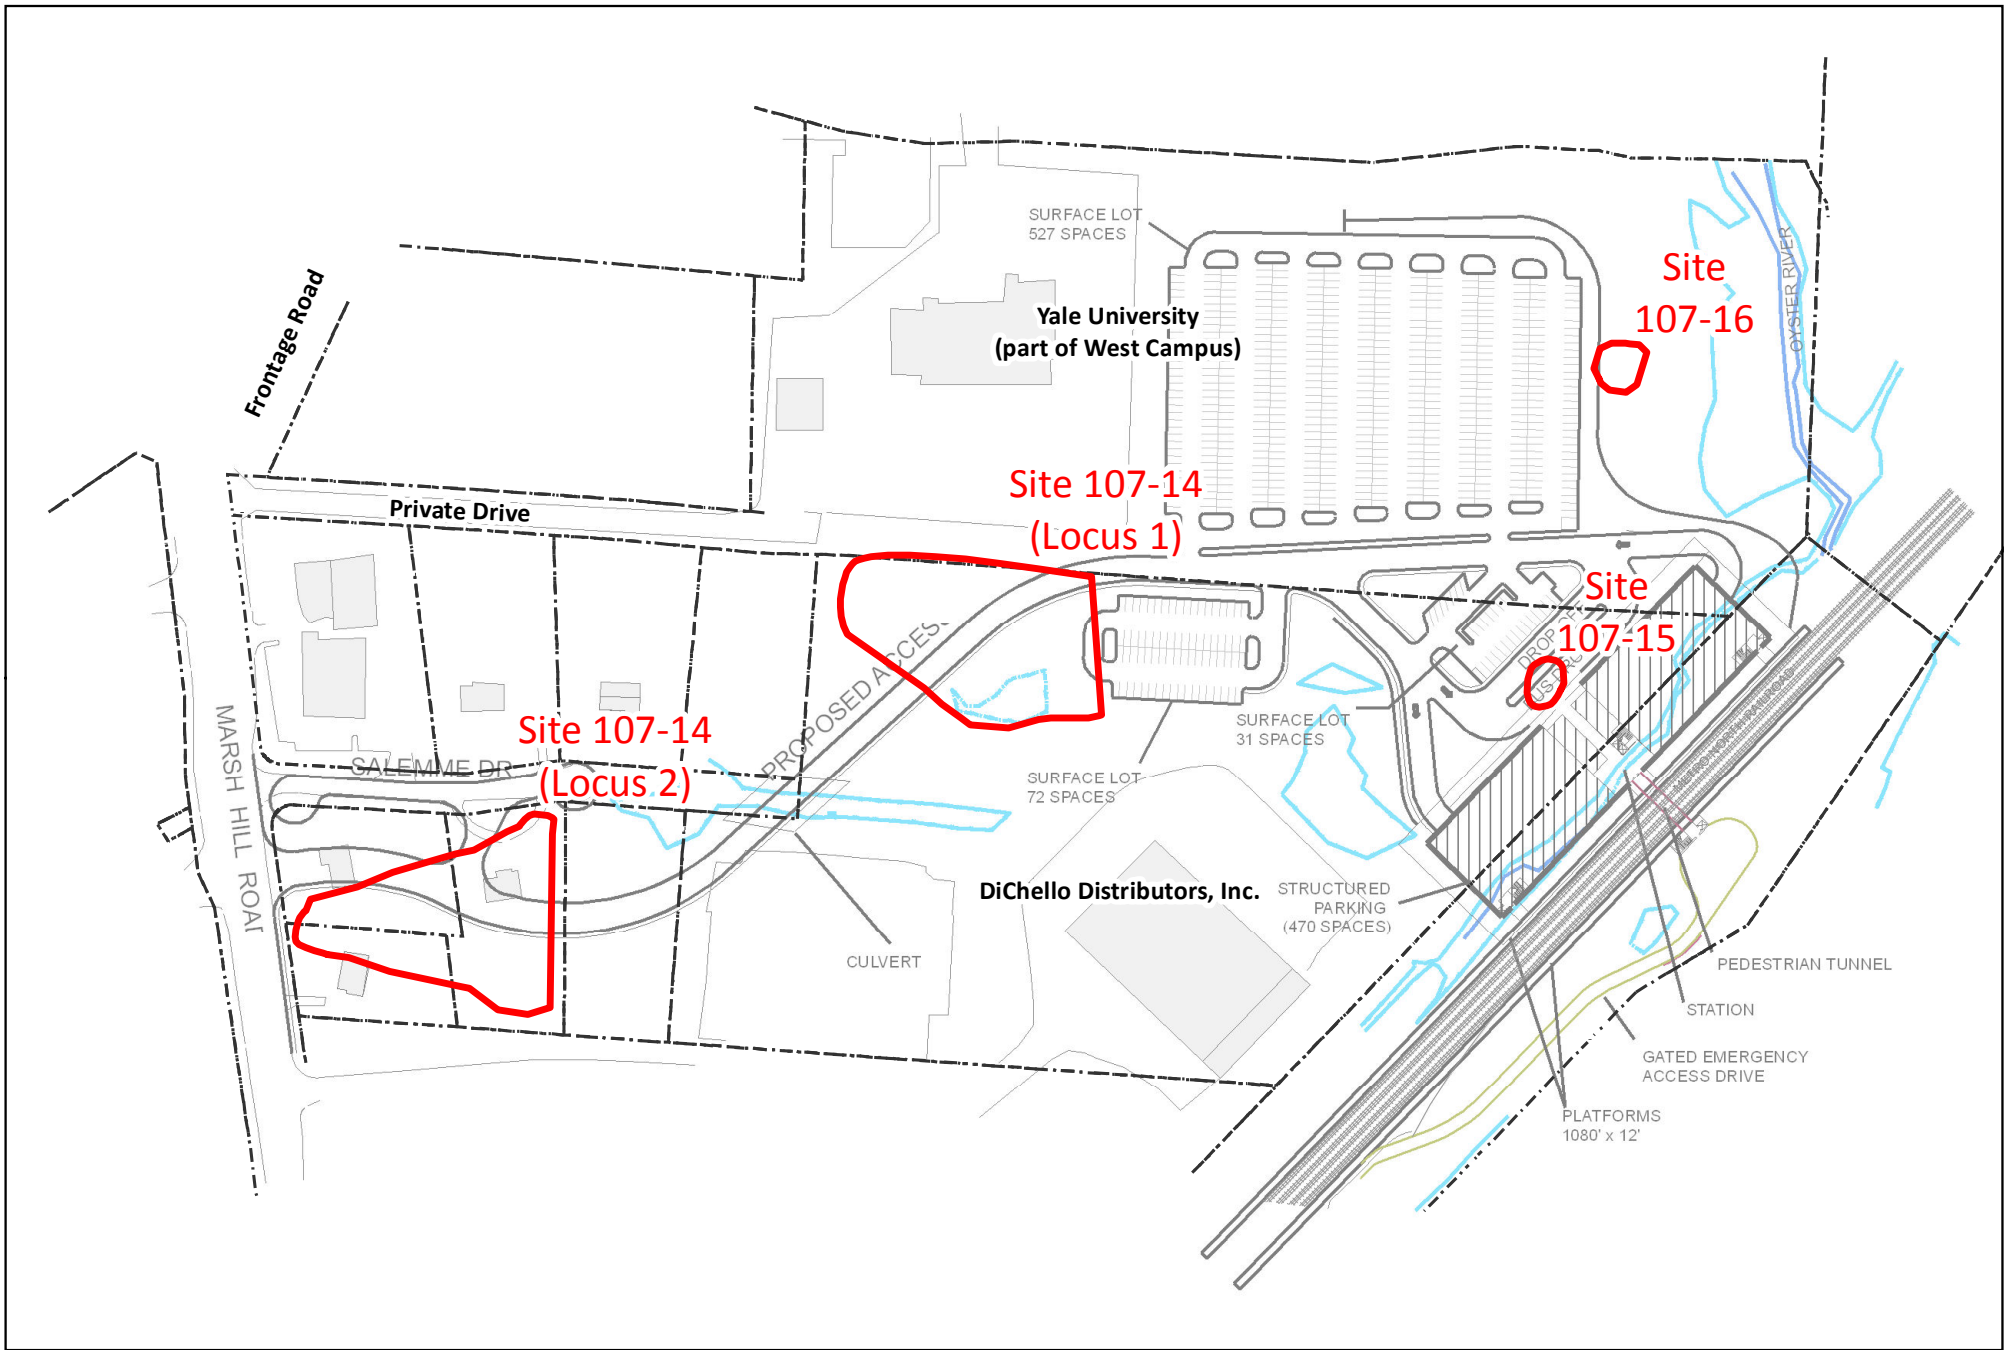 SURFACE LOT
527 SPACES
OYSTER RIVER
Site
107-16
Frontage Road
Yale University
(part of West Campus)
Site 107-14
(Locus 1)
Private Drive
Site
107-15
DROP OFF
PROPOSED ACCESS
METRO NORTH RAILROAD
MARSH HILL ROAD
Site 107-14
(Locus 2)
SALEMME DR
SURFACE LOT
31 SPACES
SURFACE LOT
72 SPACES
DiChello Distributors, Inc.
STRUCTURED
PARKING
(470 SPACES)
CULVERT
PEDESTRIAN TUNNEL
STATION
GATED EMERGENCY
ACCESS DRIVE
PLATFORMS
1080' x 12'